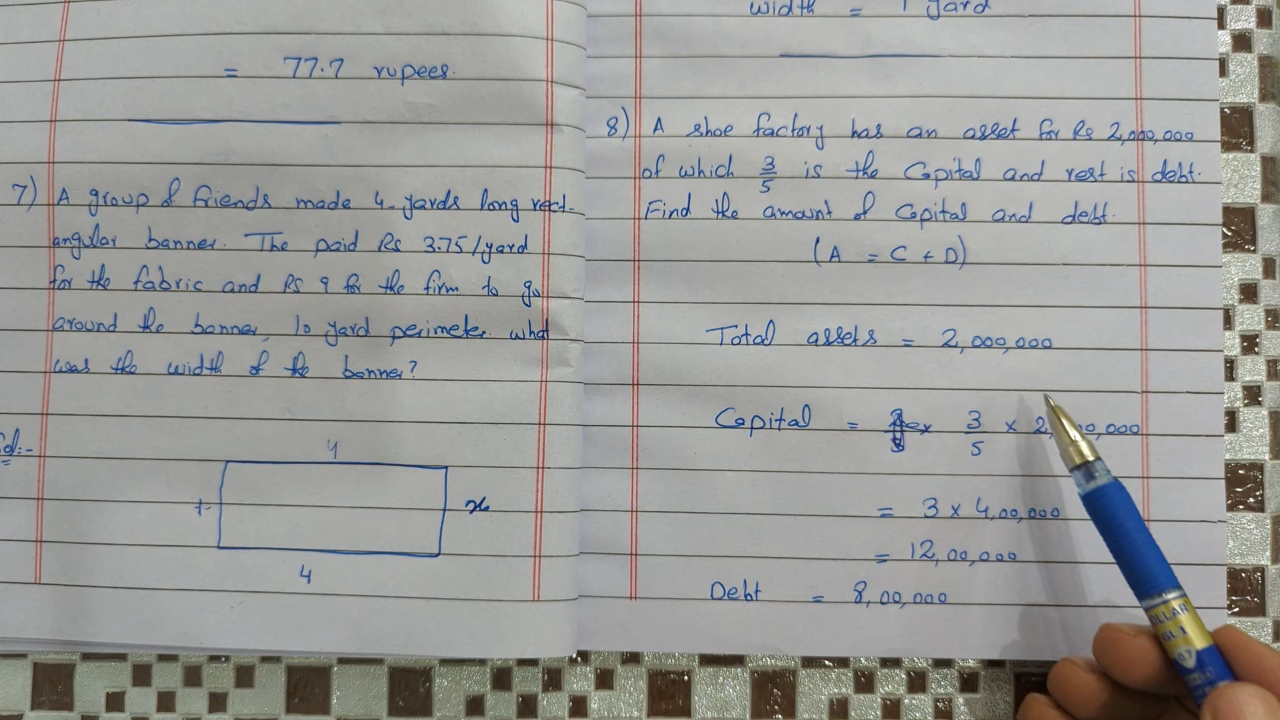 = 77.7 rupees.
7) A group of friends made 4-yards long rect-
angular banner. The paid Rs 3.75/yard
for the fabric and Rs 9 for the firm to go
around the banner, 10 yard perimeter. what
was the width of the banner?
Sol:-
4
x
4
width = 1 yard
8) A shoe factory has an asset for Rs 2,000,000
of which 3/5 is the Capital and rest is debt.
Find the amount of Capital and debt.
(A = C + D)
Total assets = 2,000,000
Capital = 3/5 × 2, 00,000
= 3 × 4,00,000
= 12,00,000
Debt = 8,00,000